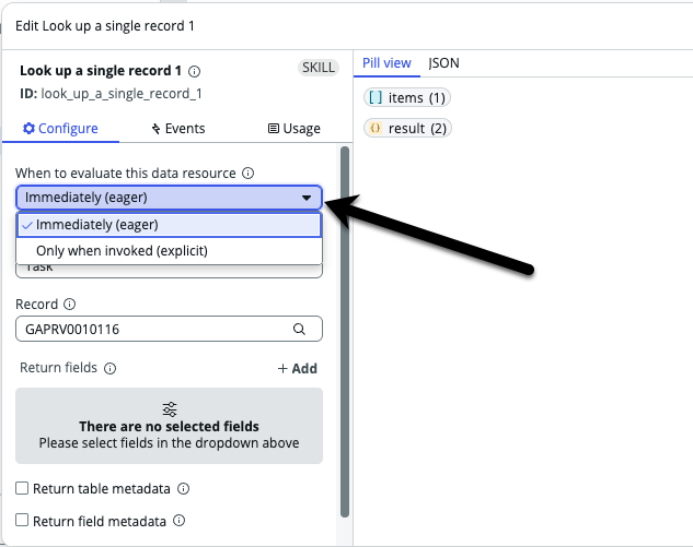 Edit Look up a single record 1
Look up a single record 1
SKILL
ID: look_up_a_single_record_1
Configure
Events
Usage
When to evaluate this data resource
Immediately (eager)
Immediately (eager)
Only when invoked (explicit)
Task
Record
GAPRV0010116
Return fields
+ Add
There are no selected fields
Please select fields in the dropdown above
Return table metadata
Return field metadata
Pill view
JSON
[ ] items (1)
{} result (2)